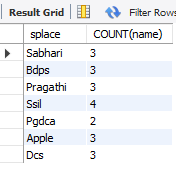 Result Grid Filter Rows
splace COUNT(name)
Sabhari 3
Bdps 3
Pragathi 3
Ssil 4
Pgdca 2
Apple 3
Dcs 3